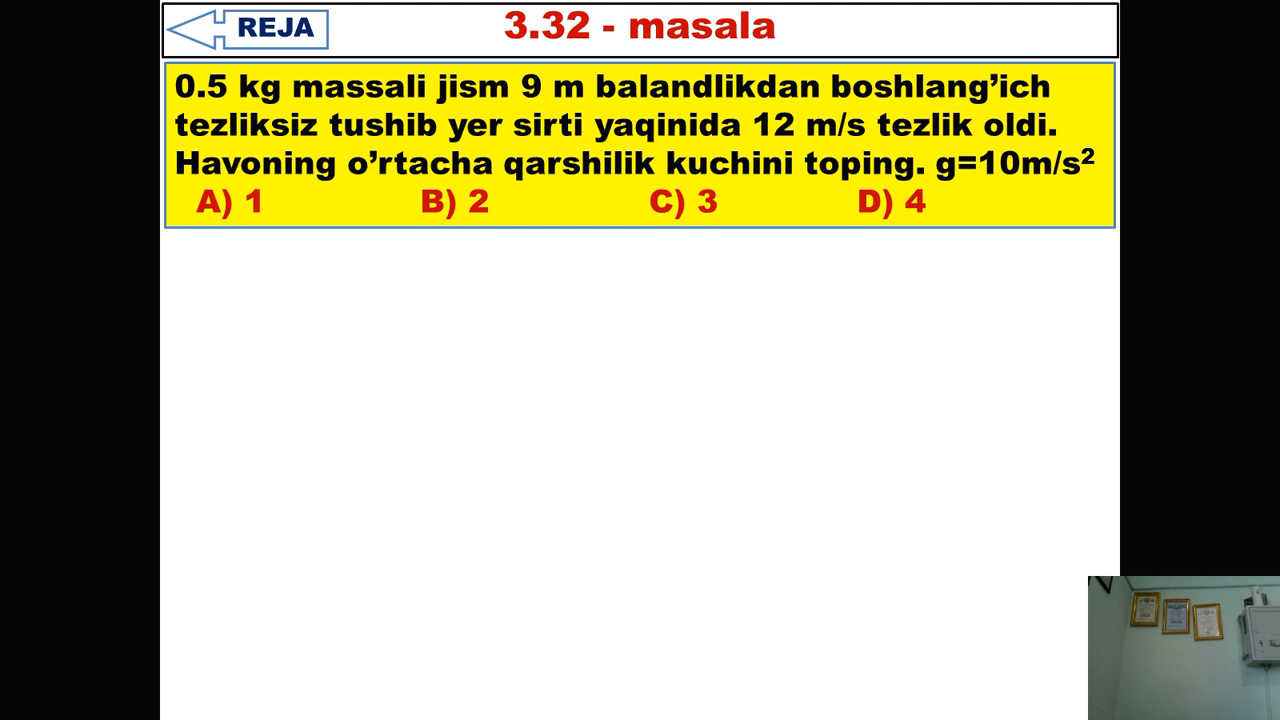 REJA
3.32 - masala
0.5 kg massali jism 9 m balandlikdan boshlang’ich
tezliksiz tushib yer sirti yaqinida 12 m/s tezlik oldi.
Havoning o’rtacha qarshilik kuchini toping. g=10m/s²
A) 1 B) 2 C) 3 D) 4